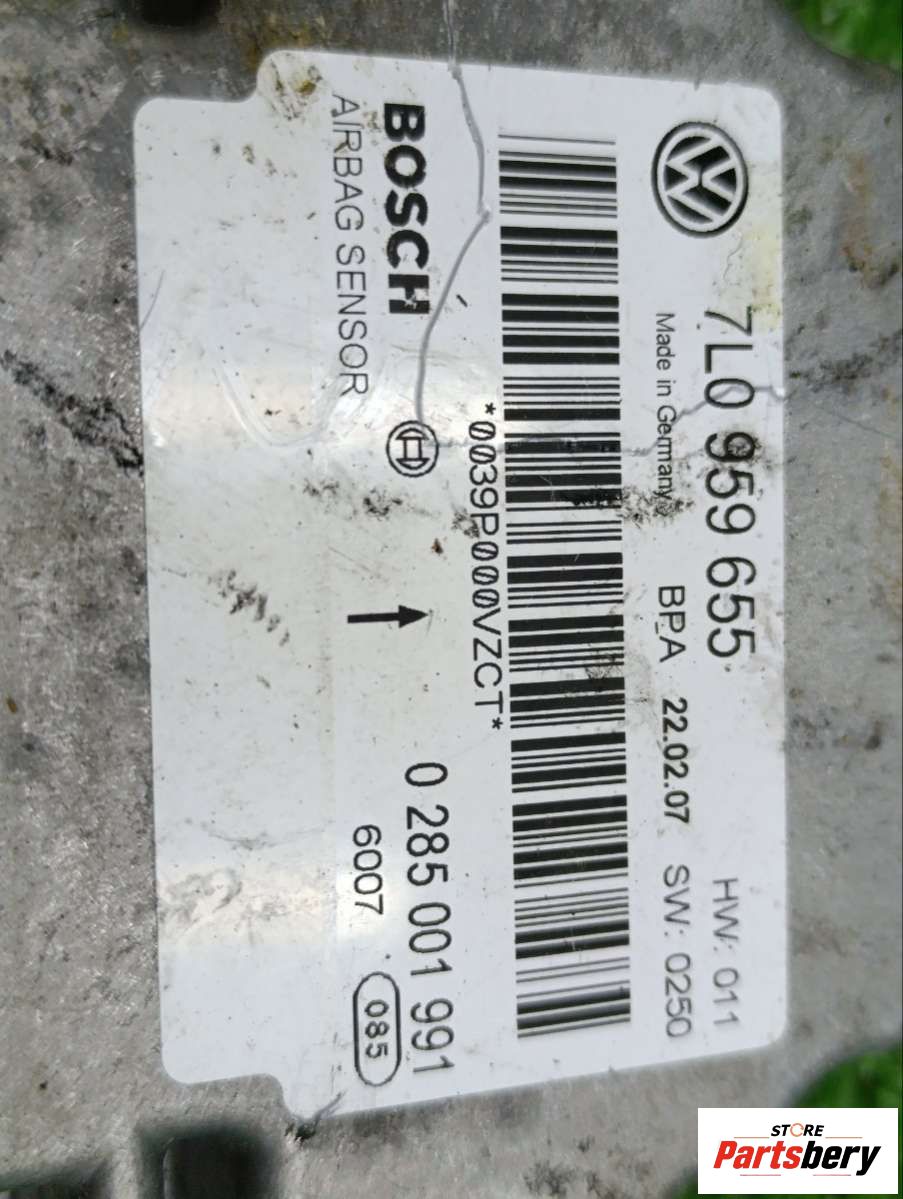 7L0 959 655
HW: 011
Made in Germany
BPA
22.02.07
SW: 0250
*0039P000VZCT*
BOSCH
0 285 001 991
AIRBAG SENSOR
6007
085
STORE
Partsbery